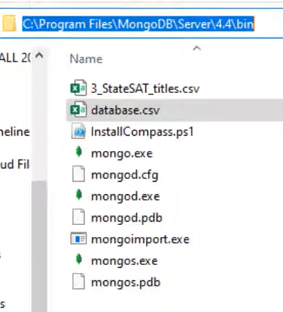 C:\Program Files\MongoDB\Server\4.4\bin
ALL 20
Name
3_StateSAT_titles.csv
database.csv
InstallCompass.ps1
mongo.exe
meline
mongod.cfg
ud Fil
mongod.exe
mongod.pdb
mongoimport.exe
mongos.exe
mongos.pdb
s